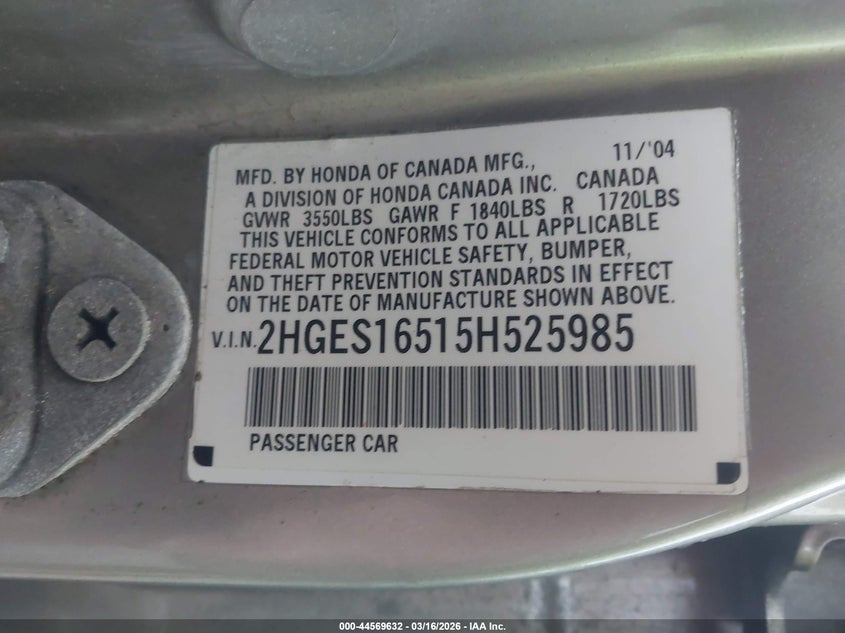 11/'04
MFD. BY HONDA OF CANADA MFG.,
A DIVISION OF HONDA CANADA INC. CANADA
GVWR 3550LBS GAWR F 1840LBS R 1720LBS
THIS VEHICLE CONFORMS TO ALL APPLICABLE
FEDERAL MOTOR VEHICLE SAFETY, BUMPER,
AND THEFT PREVENTION STANDARDS IN EFFECT
ON THE DATE OF MANUFACTURE SHOWN ABOVE.
V.I.N. 2HGES16515H525985
PASSENGER CAR
000-44569632 - 03/16/2026 - IAA Inc.